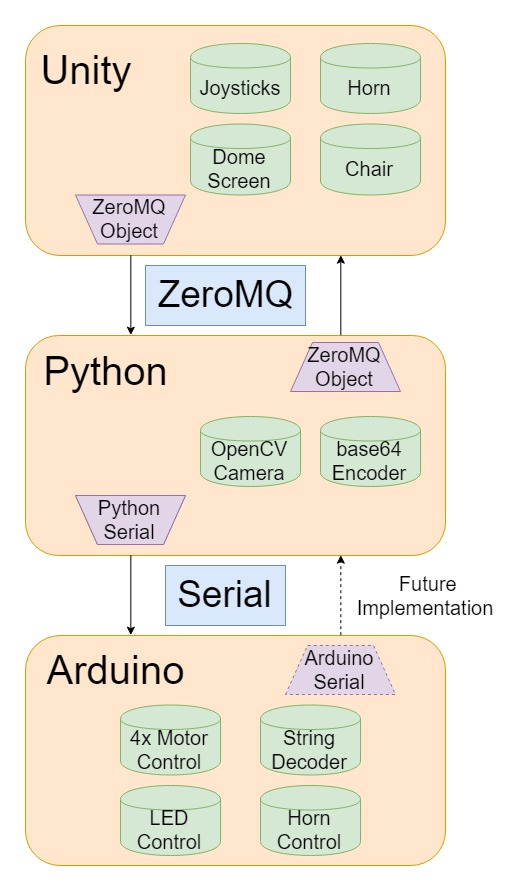 Unity
Joysticks
Horn
Dome
Screen
Chair
ZeroMQ
Object
ZeroMQ
Python
ZeroMQ
Object
OpenCV
Camera
base64
Encoder
Python
Serial
Serial
Future
Implementation
Arduino
Arduino
Serial
4x Motor
Control
String
Decoder
LED
Control
Horn
Control